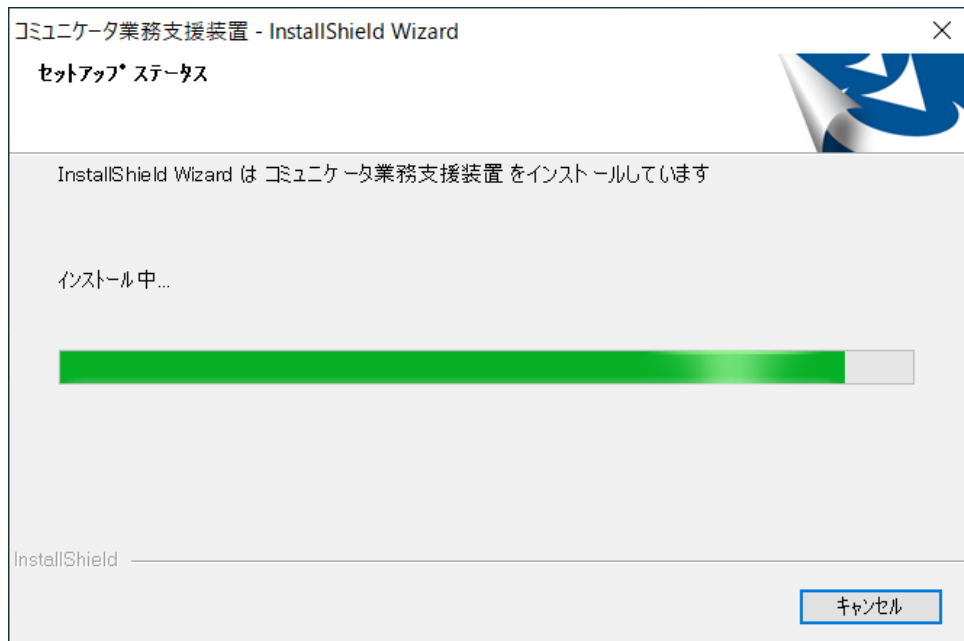 コミュニケータ業務支援装置 - InstallShield Wizard
セットアップ ステータス
InstallShield Wizard は コミュニケータ業務支援装置 をインストールしています
インストール中...
InstallShield
キャンセル